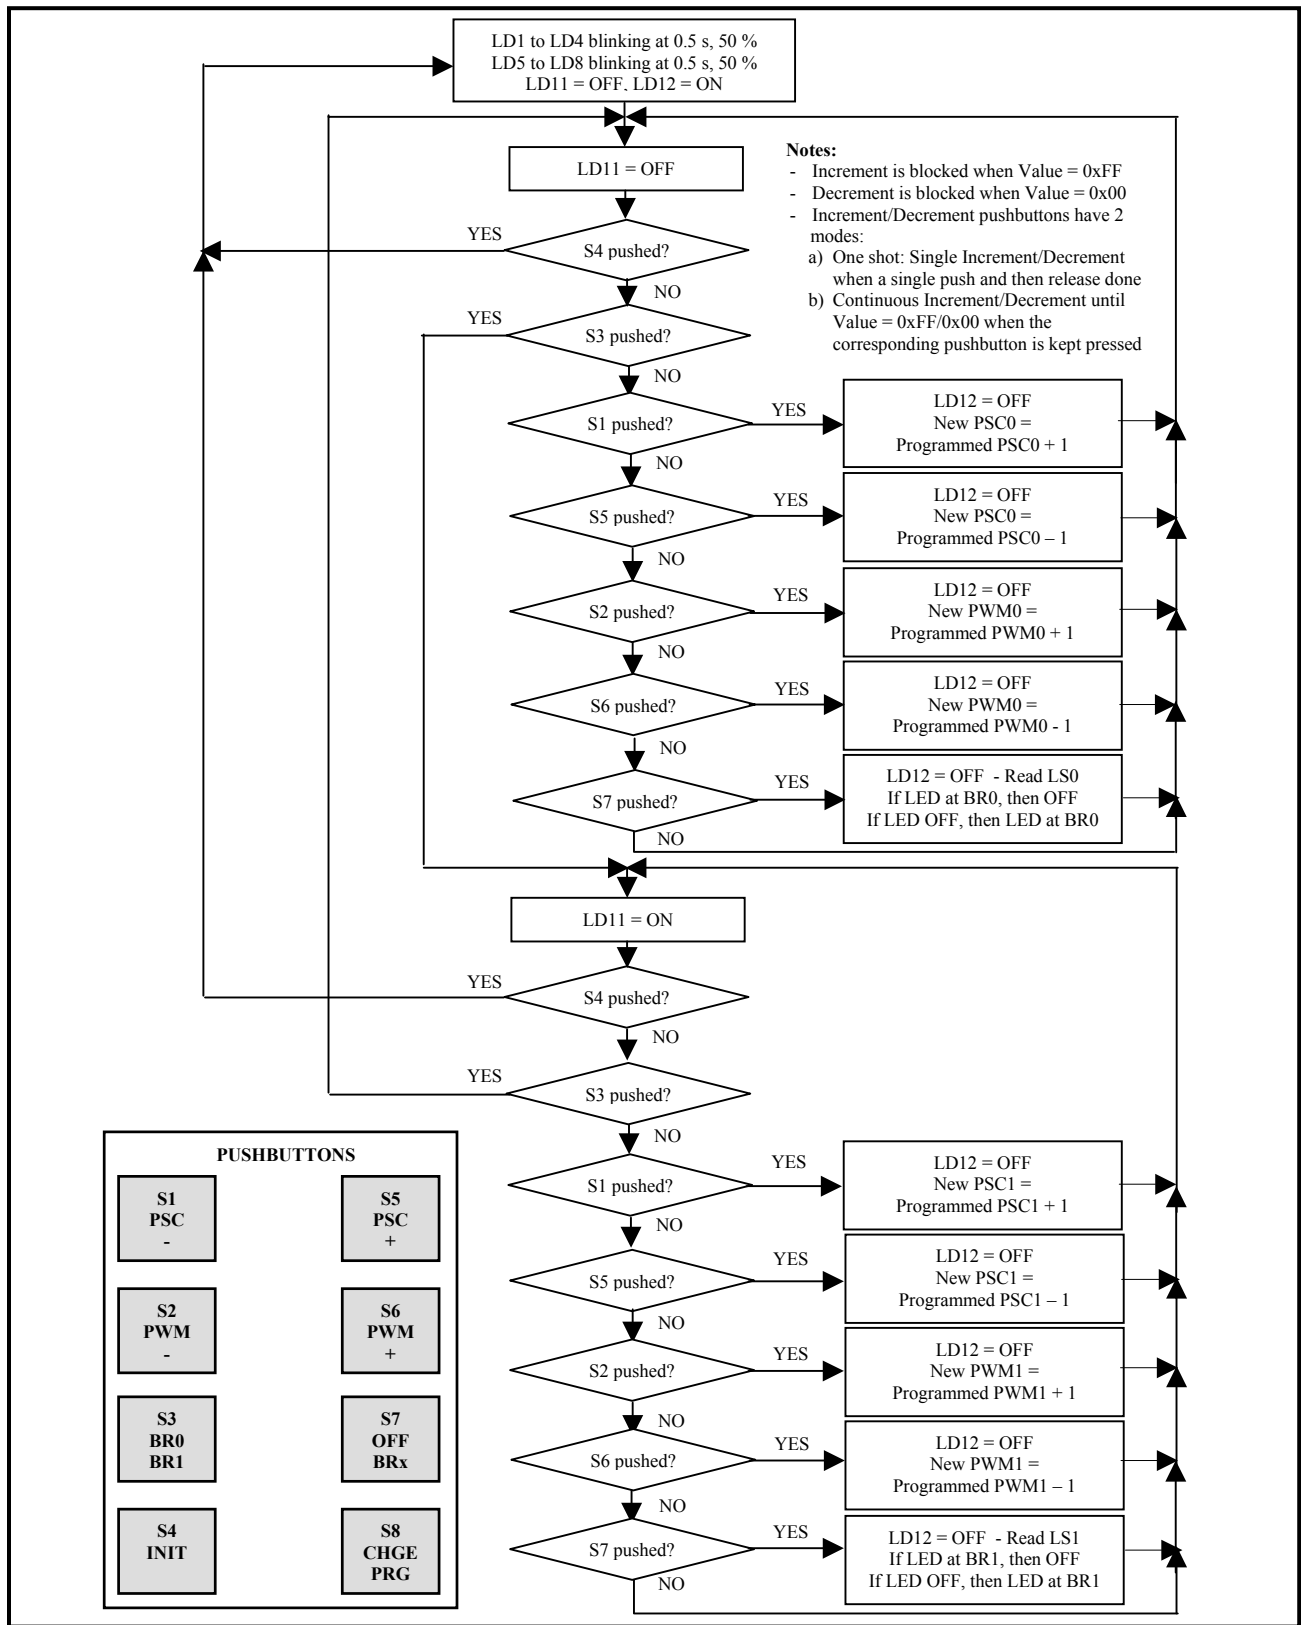 LD1 to LD4 blinking at 0.5 s, 50 %
LD5 to LD8 blinking at 0.5 s, 50 %
LD11 = OFF, LD12 = ON
LD11 = OFF
Notes:
- Increment is blocked when Value = 0xFF
- Decrement is blocked when Value = 0x00
- Increment/Decrement pushbuttons have 2
modes:
a) One shot: Single Increment/Decrement
when a single push and then release done
b) Continuous Increment/Decrement until
Value = 0xFF/0x00 when the
corresponding pushbutton is kept pressed
YES
S4 pushed?
NO
YES
S3 pushed?
NO
S1 pushed?
YES
LD12 = OFF
New PSC0 =
Programmed PSC0 + 1
NO
S5 pushed?
YES
LD12 = OFF
New PSC0 =
Programmed PSC0 – 1
NO
S2 pushed?
YES
LD12 = OFF
New PWM0 =
Programmed PWM0 + 1
NO
S6 pushed?
YES
LD12 = OFF
New PWM0 =
Programmed PWM0 - 1
NO
S7 pushed?
YES
LD12 = OFF - Read LS0
If LED at BR0, then OFF
If LED OFF, then LED at BR0
NO
LD11 = ON
YES
S4 pushed?
NO
YES
S3 pushed?
NO
S1 pushed?
YES
LD12 = OFF
New PSC1 =
Programmed PSC1 + 1
NO
S5 pushed?
YES
LD12 = OFF
New PSC1 =
Programmed PSC1 – 1
NO
S2 pushed?
YES
LD12 = OFF
New PWM1 =
Programmed PWM1 + 1
NO
S6 pushed?
YES
LD12 = OFF
New PWM1 =
Programmed PWM1 – 1
NO
S7 pushed?
YES
LD12 = OFF - Read LS1
If LED at BR1, then OFF
If LED OFF, then LED at BR1
NO
PUSHBUTTONS
S1
PSC
-
S5
PSC
+
S2
PWM
-
S6
PWM
+
S3
BR0
BR1
S7
OFF
BRx
S4
INIT
S8
CHGE
PRG